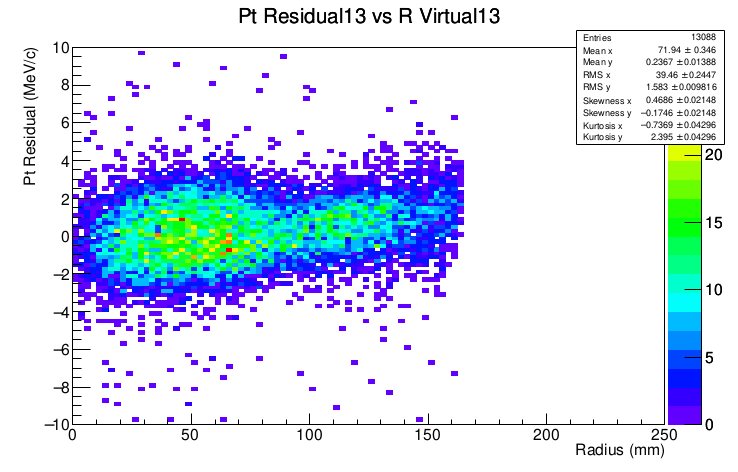 Pt Residual13 vs R Virtual13
Entries 13088
Mean x 71.94 ± 0.346
Mean y 0.2367 ± 0.01388
RMS x 39.46 ± 0.2447
RMS y 1.583 ± 0.009816
Skewness x 0.4686 ± 0.02148
Skewness y −0.1746 ± 0.02148
Kurtosis x −0.7369 ± 0.04296
Kurtosis y 2.395 ± 0.04296
Pt Residual (MeV/c)
10
8
6
4
2
0
−2
−4
−6
−8
−10
0 50 100 150 200 250
Radius (mm)
20
15
10
5
0